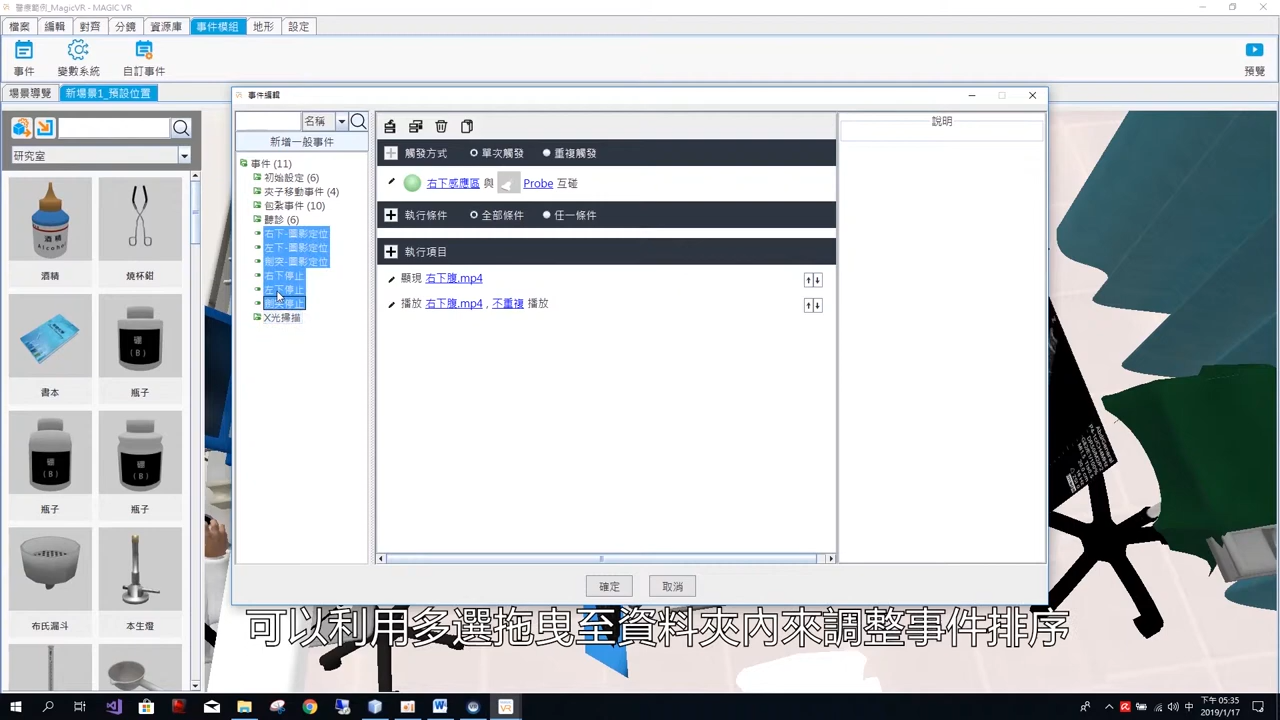 醫療範例_MagicVR - MAGIC VR
檔案 編輯 對齊 分鏡 資源庫 事件模組 地形 設定
事件 變數系統 自訂事件 預覽
場景導覽 新場景1_預設位置
研究室
酒精 燒杯鉗
書本 瓶子
瓶子 瓶子
布氏漏斗 本生燈
事件編輯
名稱
新增一般事件
事件 (11)
初始設定 (6)
夾子移動事件 (4)
包紮事件 (10)
聽診 (6)
右下-圖影定位
左下-圖影定位
劍突-圖影定位
右下停止
左下停止
劍突停止
X光掃描
觸發方式 單次觸發 重複觸發
右下感應區 與 Probe 互碰
執行條件 全部條件 任一條件
執行項目
顯現 右下腹.mp4
播放 右下腹.mp4 , 不重複 播放
說明
確定 取消
可以利用多選拖曳至資料夾內來調整事件排序
中
下午 05:35
2019/1/17